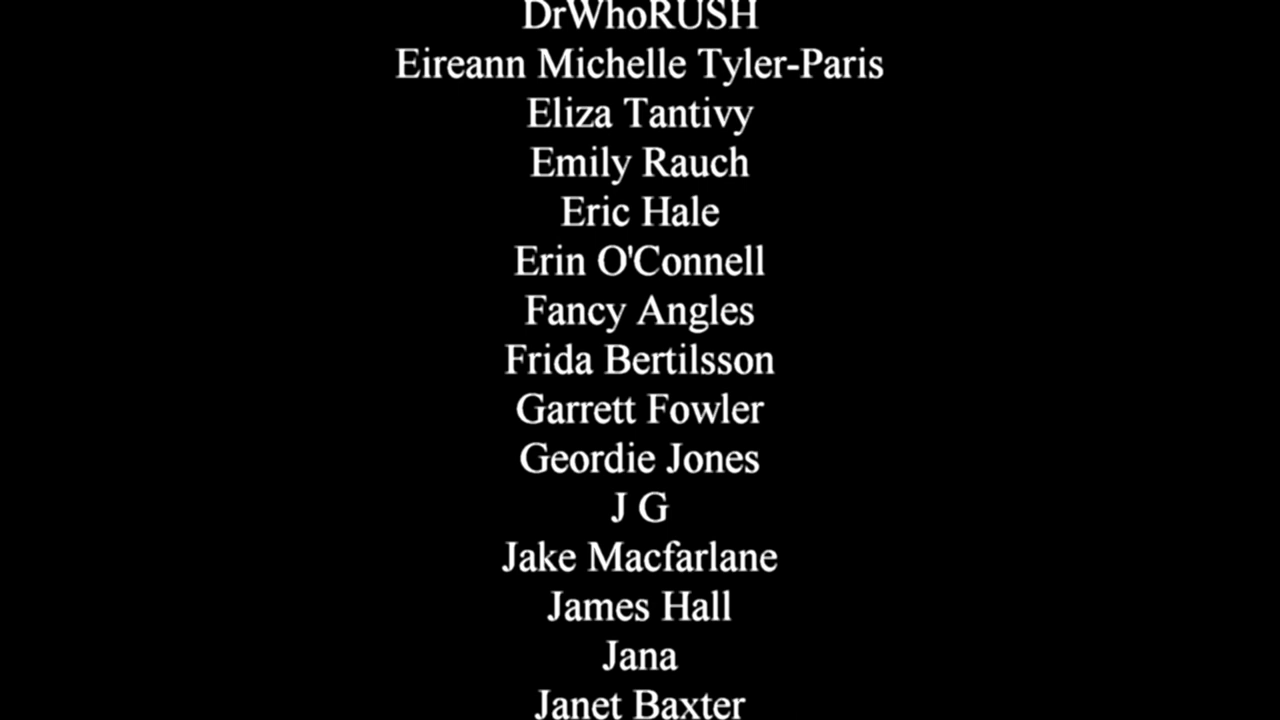 DrWhoRUSH
Eireann Michelle Tyler-Paris
Eliza Tantivy
Emily Rauch
Eric Hale
Erin O'Connell
Fancy Angles
Frida Bertilsson
Garrett Fowler
Geordie Jones
J G
Jake Macfarlane
James Hall
Jana
Janet Baxter